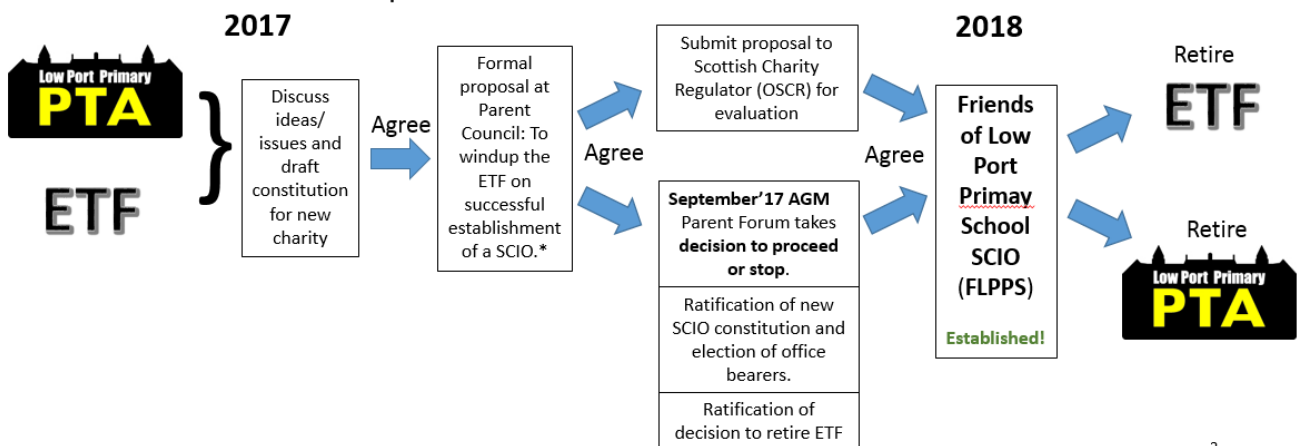 2017
Low Port Primary
PTA
ETF
Discuss
ideas/
issues and
draft
constitution
for new
charity
Agree
Formal
proposal at
Parent
Council: To
windup the
ETF on
successful
establishment
of a SCIO.*
Agree
Submit proposal to
Scottish Charity
Regulator (OSCR) for
evaluation
September'17 AGM
Parent Forum takes
decision to proceed
or stop.
Ratification of new
SCIO constitution and
election of office
bearers.
Ratification of
decision to retire ETF
Agree
2018
Friends
of Low
Port
Primay
School
SCIO
(FLPPS)
Established!
Retire
ETF
Retire
Low Port Primary
PTA